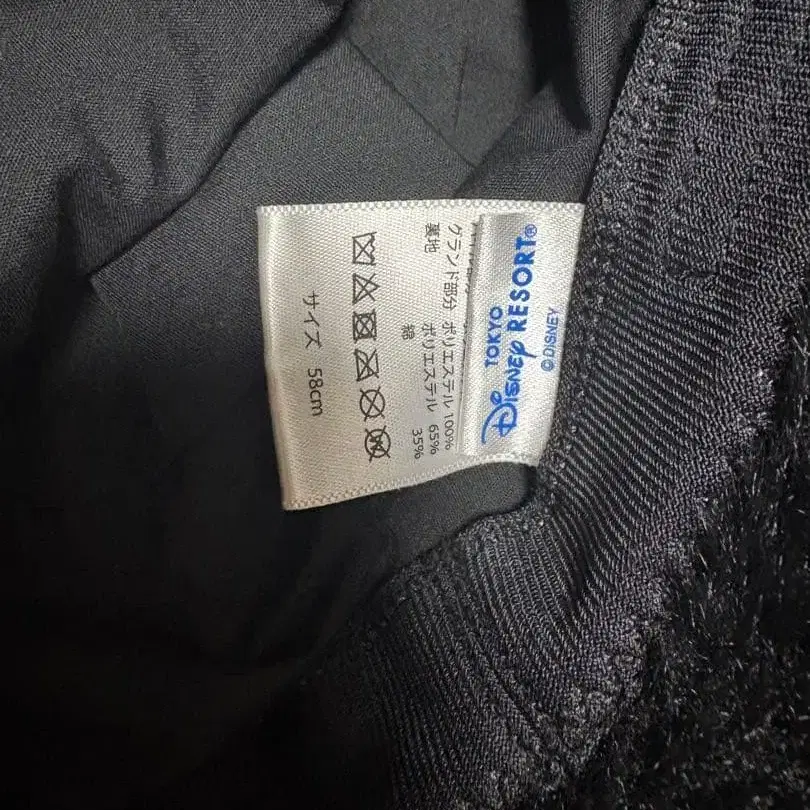 TOKYO
Disney RESORT®
©DISNEY
グランド部分 ポリエステル 100%
裏地 ポリエステル 65%
綿 35%
サイズ 58cm